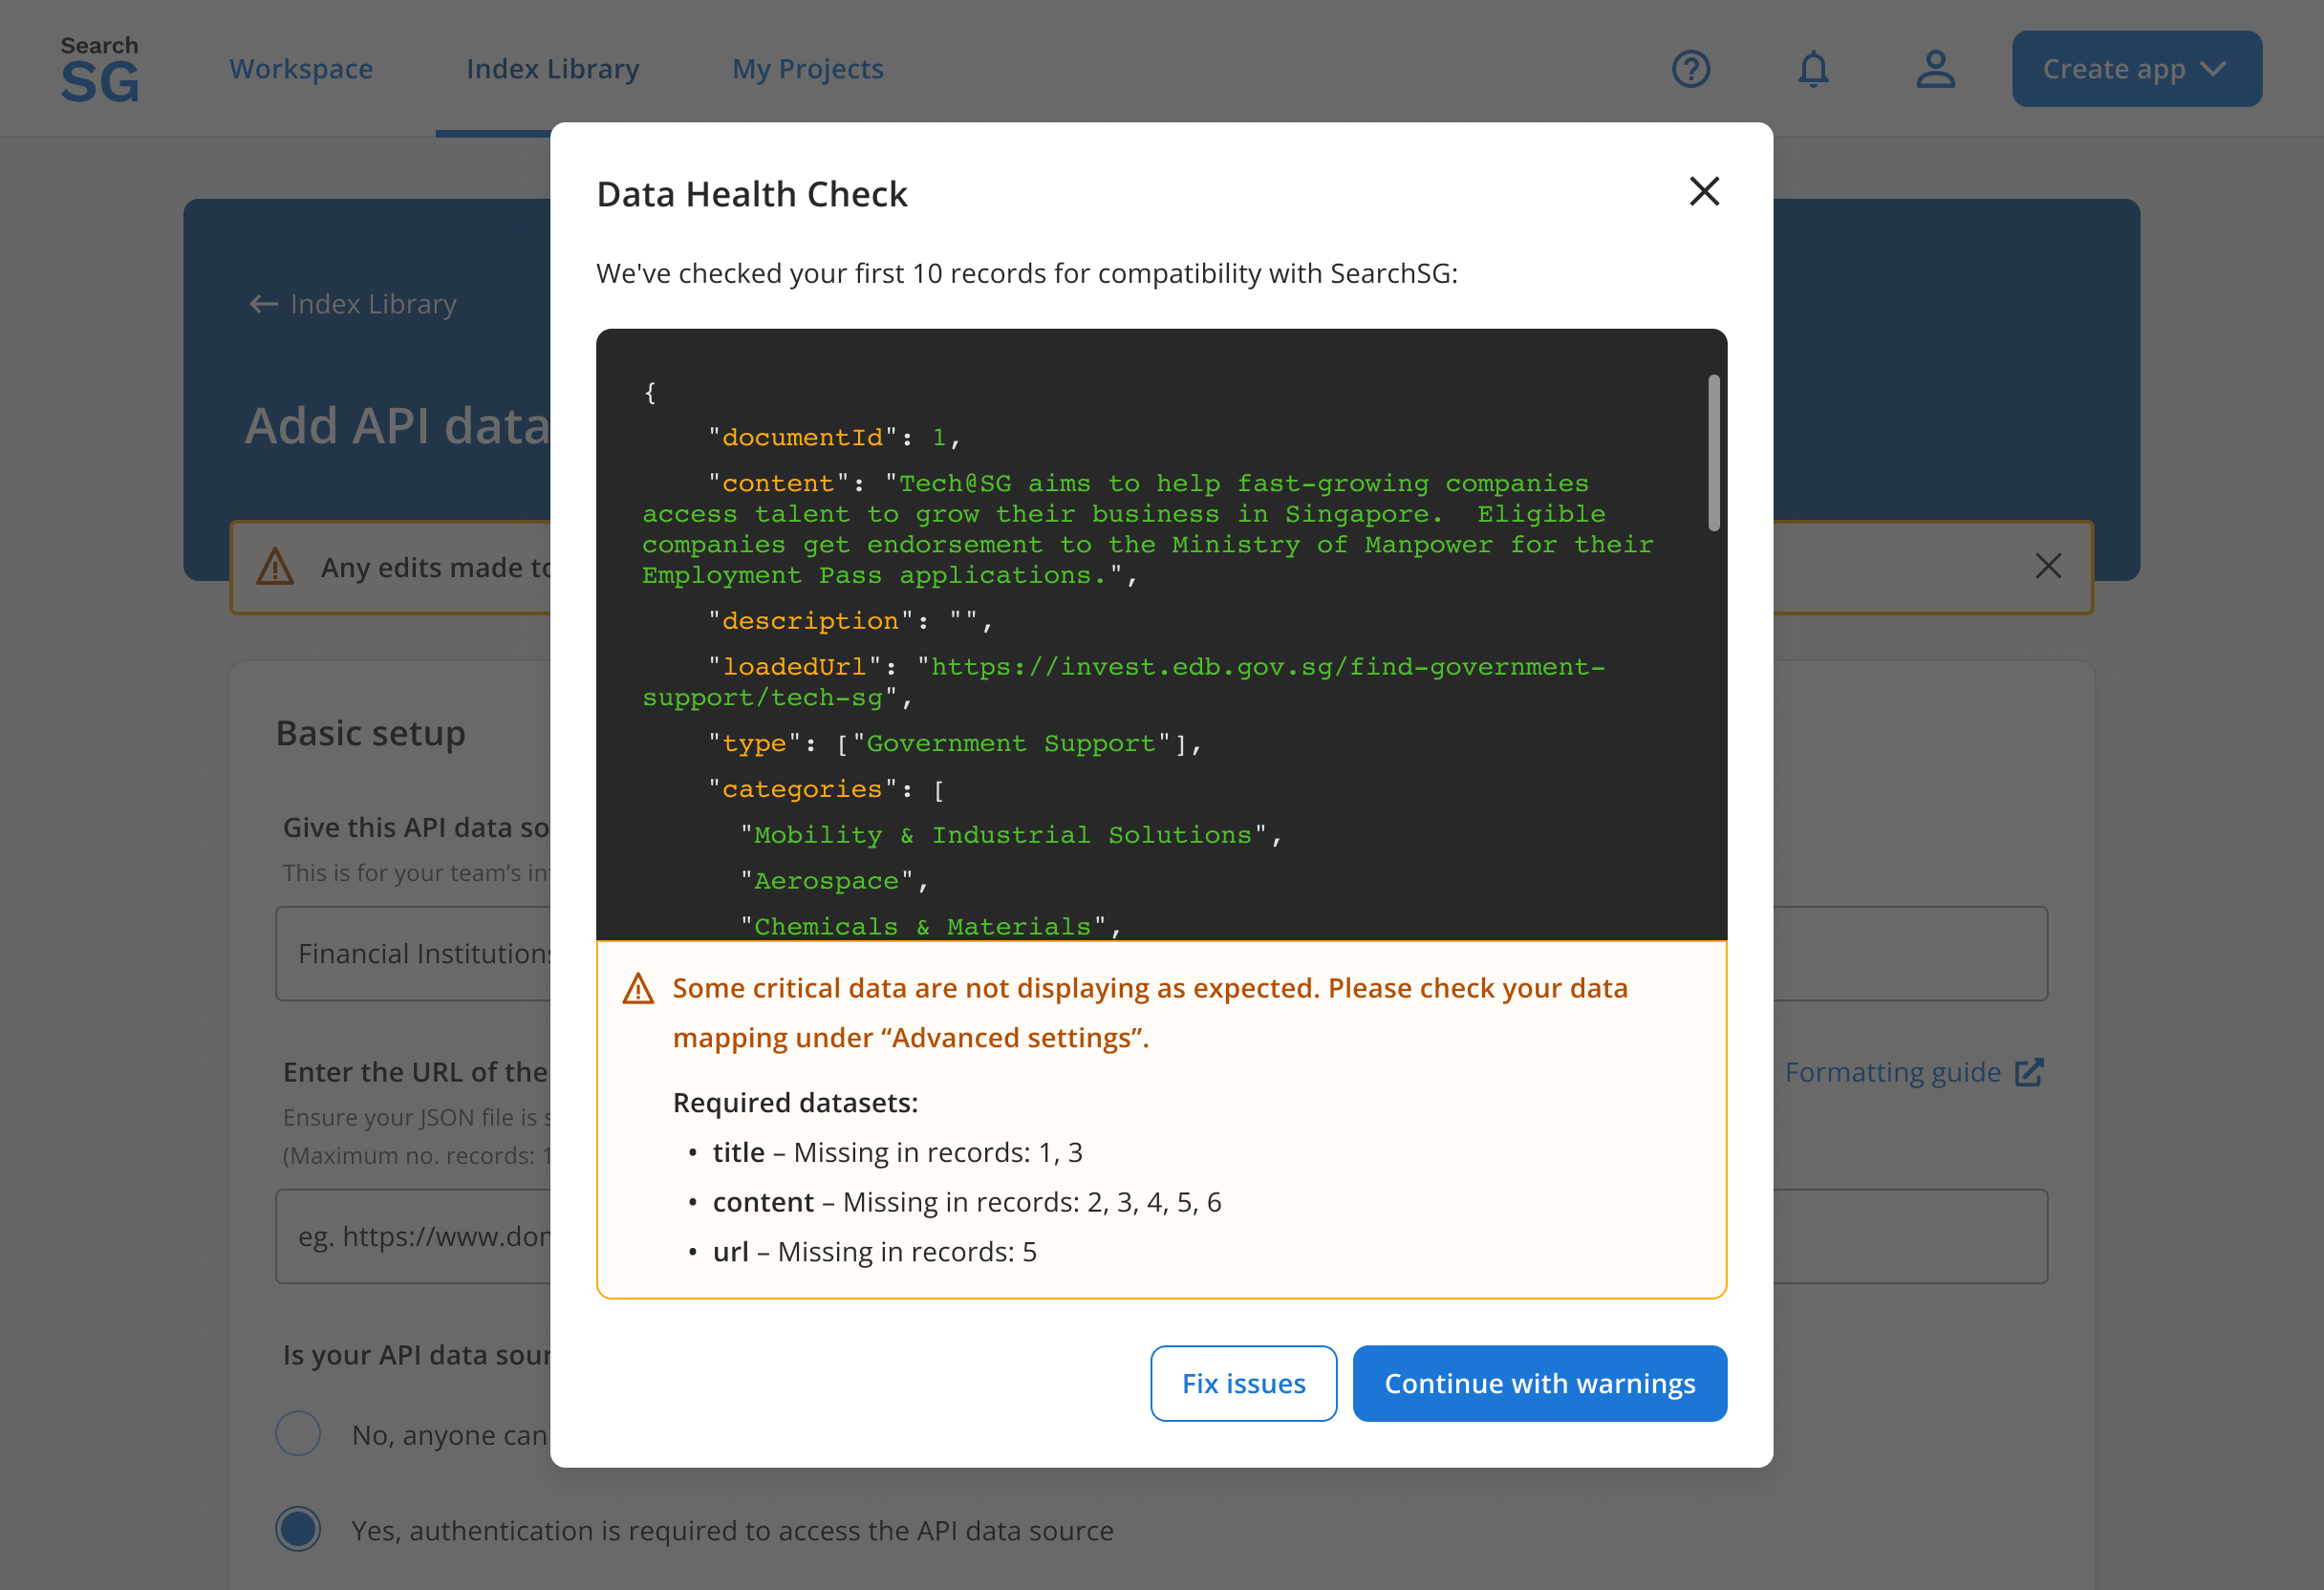 Search
SG
Workspace
Index Library
My Projects
Create app
Data Health Check
We've checked your first 10 records for compatibility with SearchSG:
Index Library
Add API data
Any edits made to
{
"documentId": 1,
"content": "Tech@SG aims to help fast-growing companies
access talent to grow their business in Singapore.  Eligible
companies get endorsement to the Ministry of Manpower for their
Employment Pass applications.",
"description": "",
"loadedUrl": "https://invest.edb.gov.sg/find-government-
support/tech-sg",
"type": ["Government Support"],
"categories": [
"Mobility & Industrial Solutions",
"Aerospace",
"Chemicals & Materials",
Some critical data are not displaying as expected. Please check your data
mapping under “Advanced settings”.
Required datasets:
• title – Missing in records: 1, 3
• content – Missing in records: 2, 3, 4, 5, 6
• url – Missing in records: 5
Fix issues
Continue with warnings
Basic setup
Give this API data so
This is for your team’s
Financial Institutions
Enter the URL of the
Formatting guide
Ensure your JSON file is
(Maximum no. records: 1
eg. https://www.do
Is your API data sour
No, anyone can
Yes, authentication is required to access the API data source